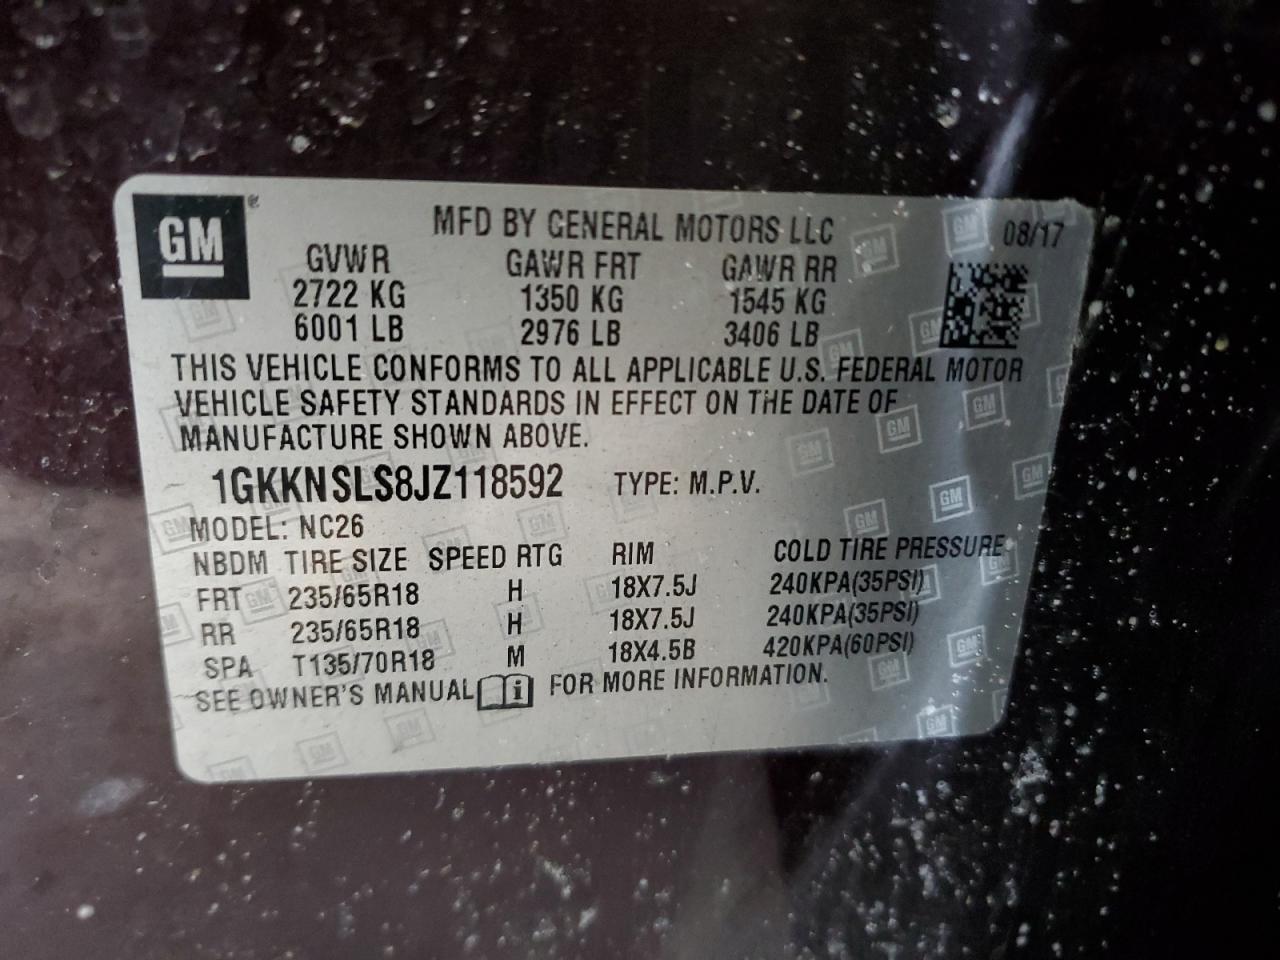 GM ®
MFD BY GENERAL MOTORS LLC 08/17
GVWR GAWR FRT GAWR RR
2722 KG 1350 KG 1545 KG
6001 LB 2976 LB 3406 LB
THIS VEHICLE CONFORMS TO ALL APPLICABLE U.S. FEDERAL MOTOR
VEHICLE SAFETY STANDARDS IN EFFECT ON THE DATE OF
MANUFACTURE SHOWN ABOVE.
1GKKNSLS8JZ118592 TYPE: M.P.V.
MODEL: NC26
NBDM TIRE SIZE SPEED RTG RIM COLD TIRE PRESSURE
FRT 235/65R18 H 18X7.5J 240KPA(35PSI)
RR 235/65R18 H 18X7.5J 240KPA(35PSI)
SPA T135/70R18 M 18X4.5B 420KPA(60PSI)
SEE OWNER'S MANUAL i FOR MORE INFORMATION.